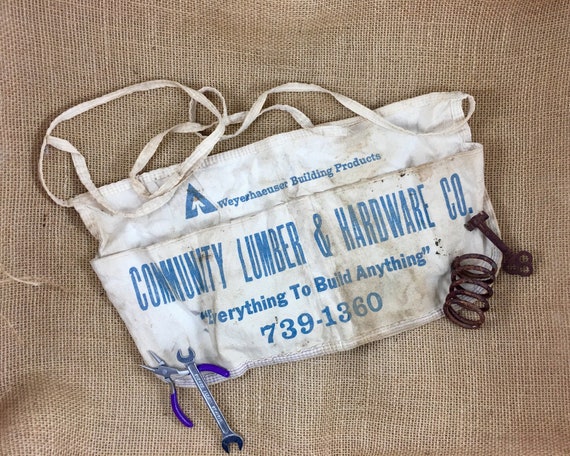 Weyerhaeuser Building Products
COMMUNITY LUMBER & HARDWARE CO.
"Everything To Build Anything"
739-1360